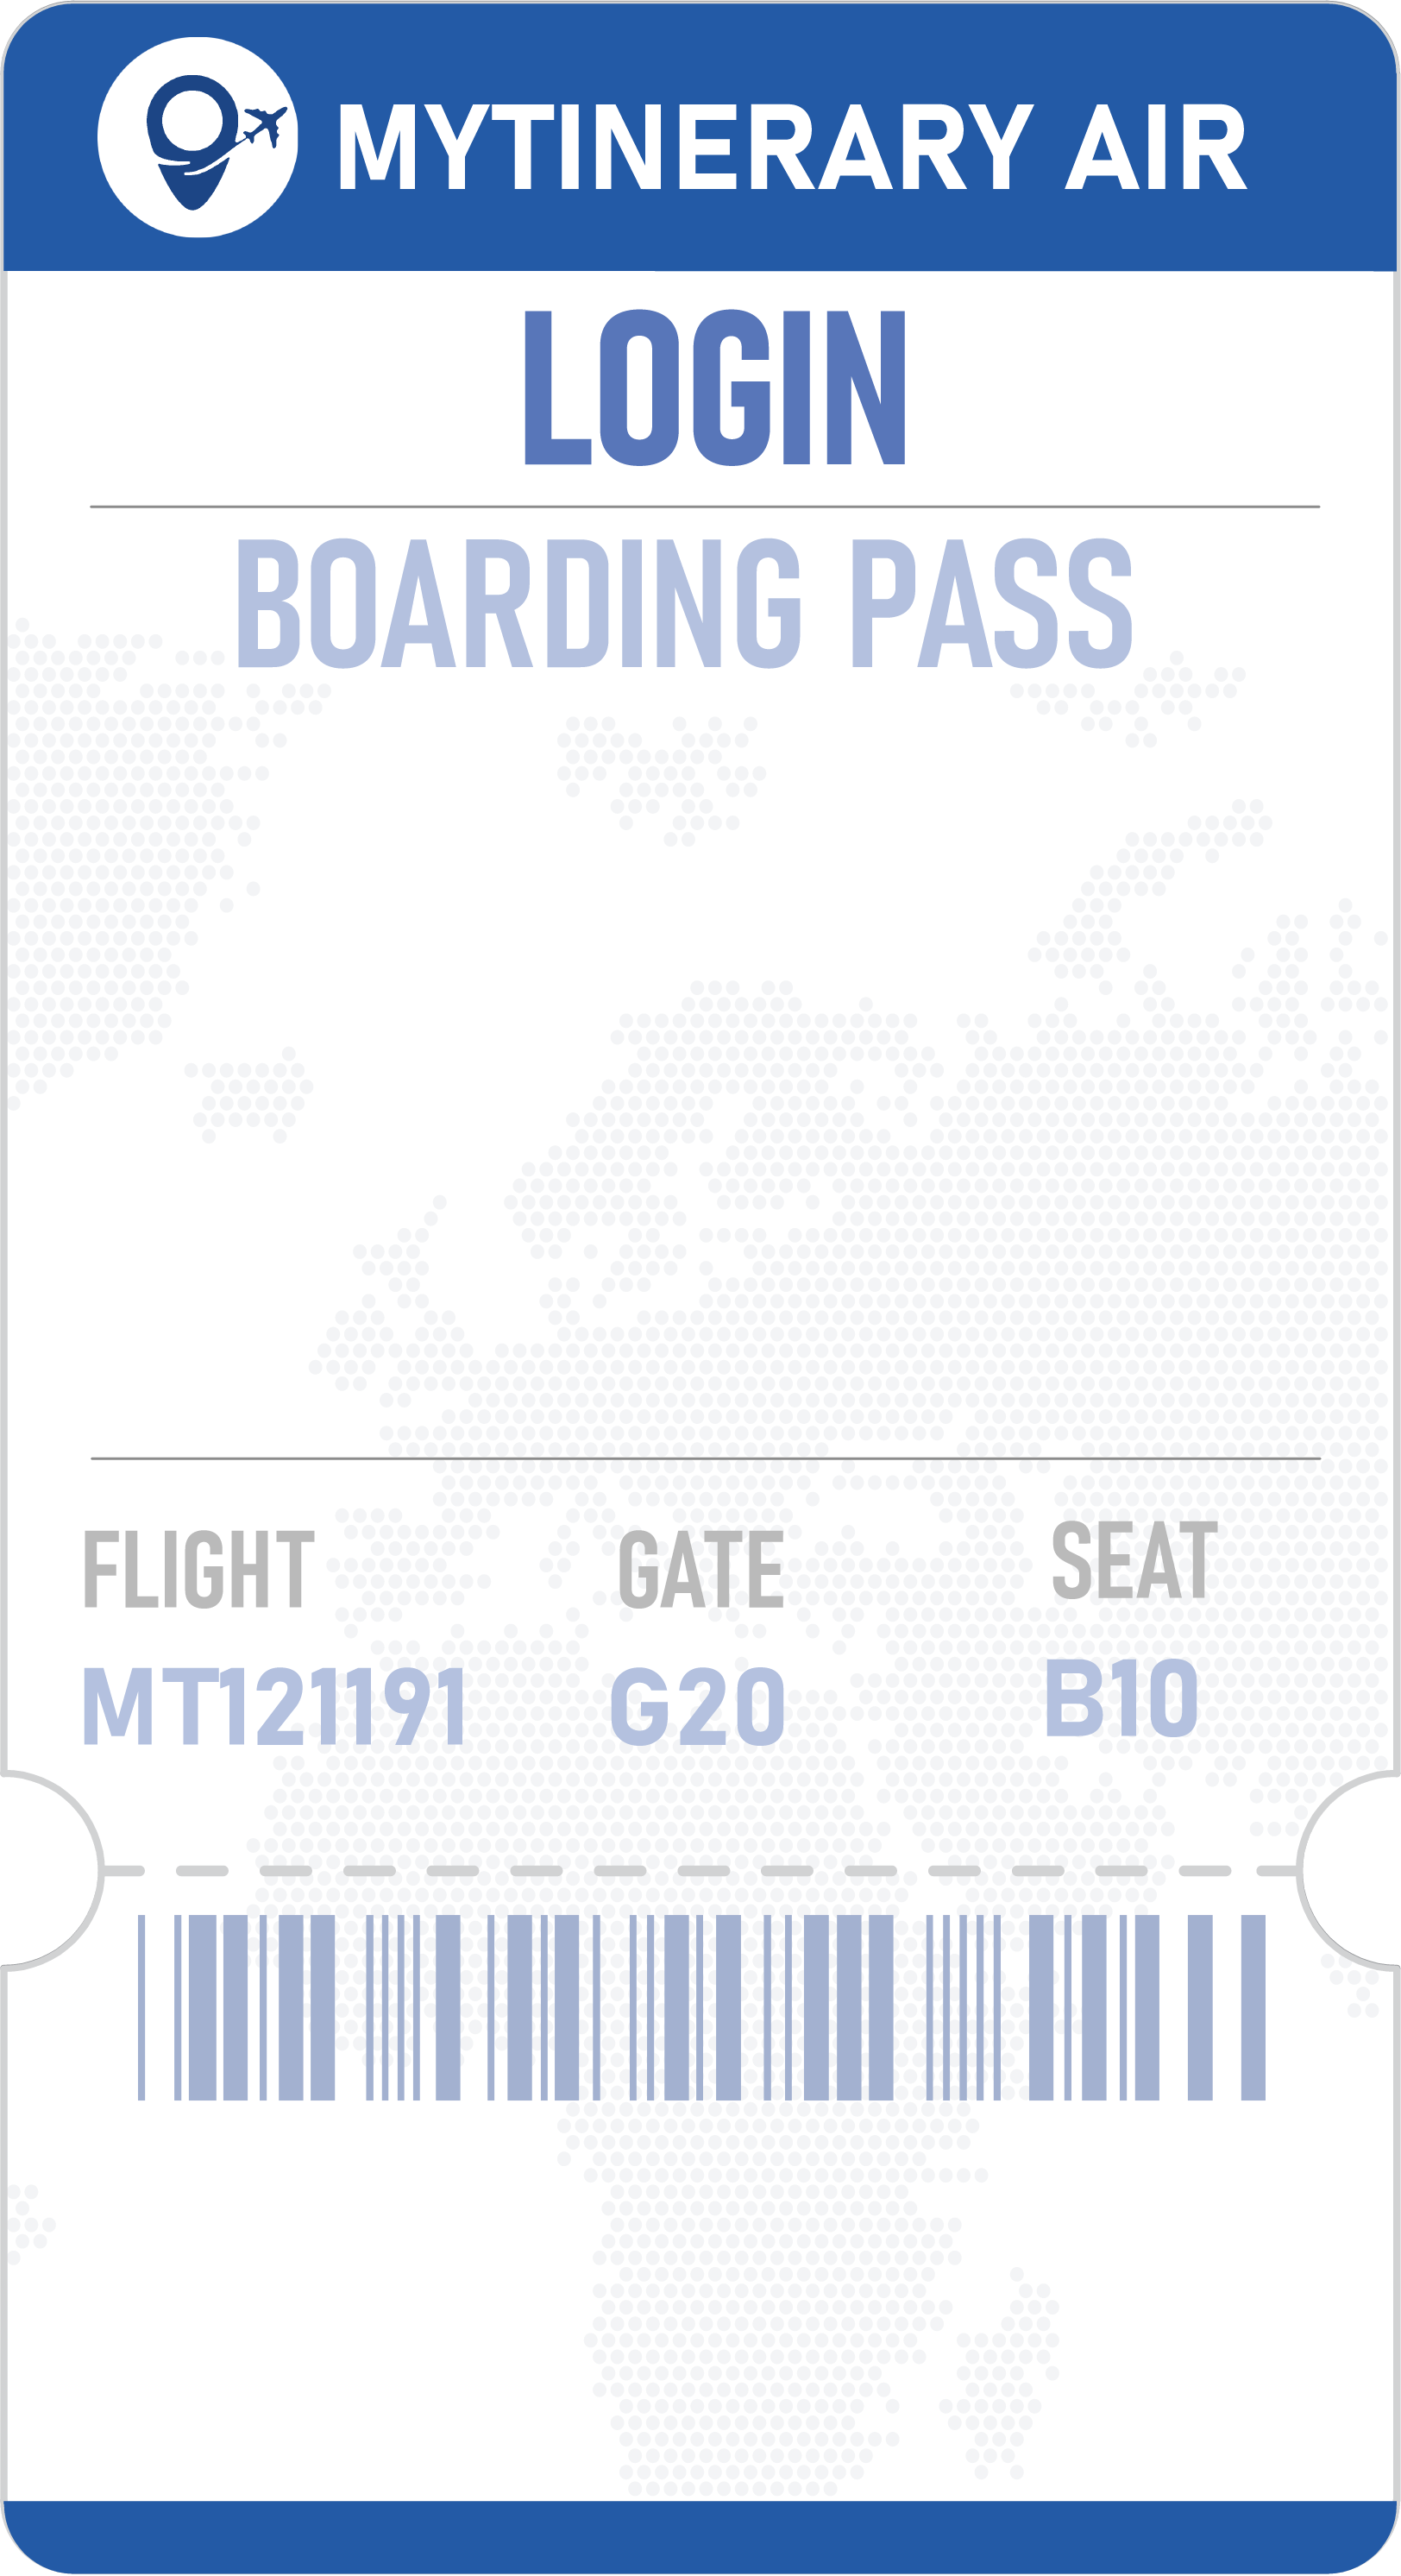 MYTINERARY AIR
LOGIN
BOARDING PASS
FLIGHT GATE SEAT
MT121191 G20 B10